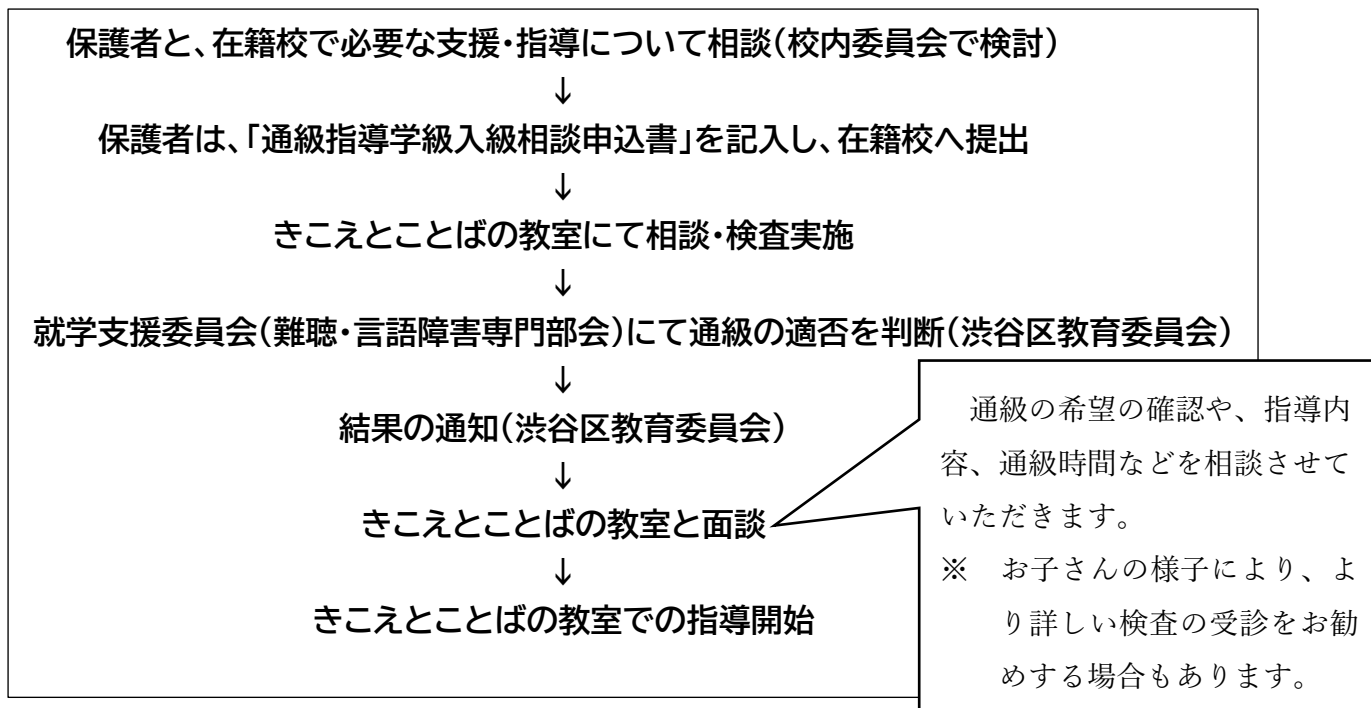 保護者と、在籍校で必要な支援・指導について相談(校内委員会で検討)
↓
保護者は、「通級指導学級入級相談申込書」を記入し、在籍校へ提出
↓
きこえとことばの教室にて相談・検査実施
↓
就学支援委員会(難聴・言語障害専門部会)にて通級の適否を判断(渋谷区教育委員会)
↓
結果の通知(渋谷区教育委員会)
↓
きこえとことばの教室と面談
↓
きこえとことばの教室での指導開始
通級の希望の確認や、指導内
容、通級時間などを相談させて
いただきます。
※　お子さんの様子により、よ
り詳しい検査の受診をお勧
めする場合もあります。